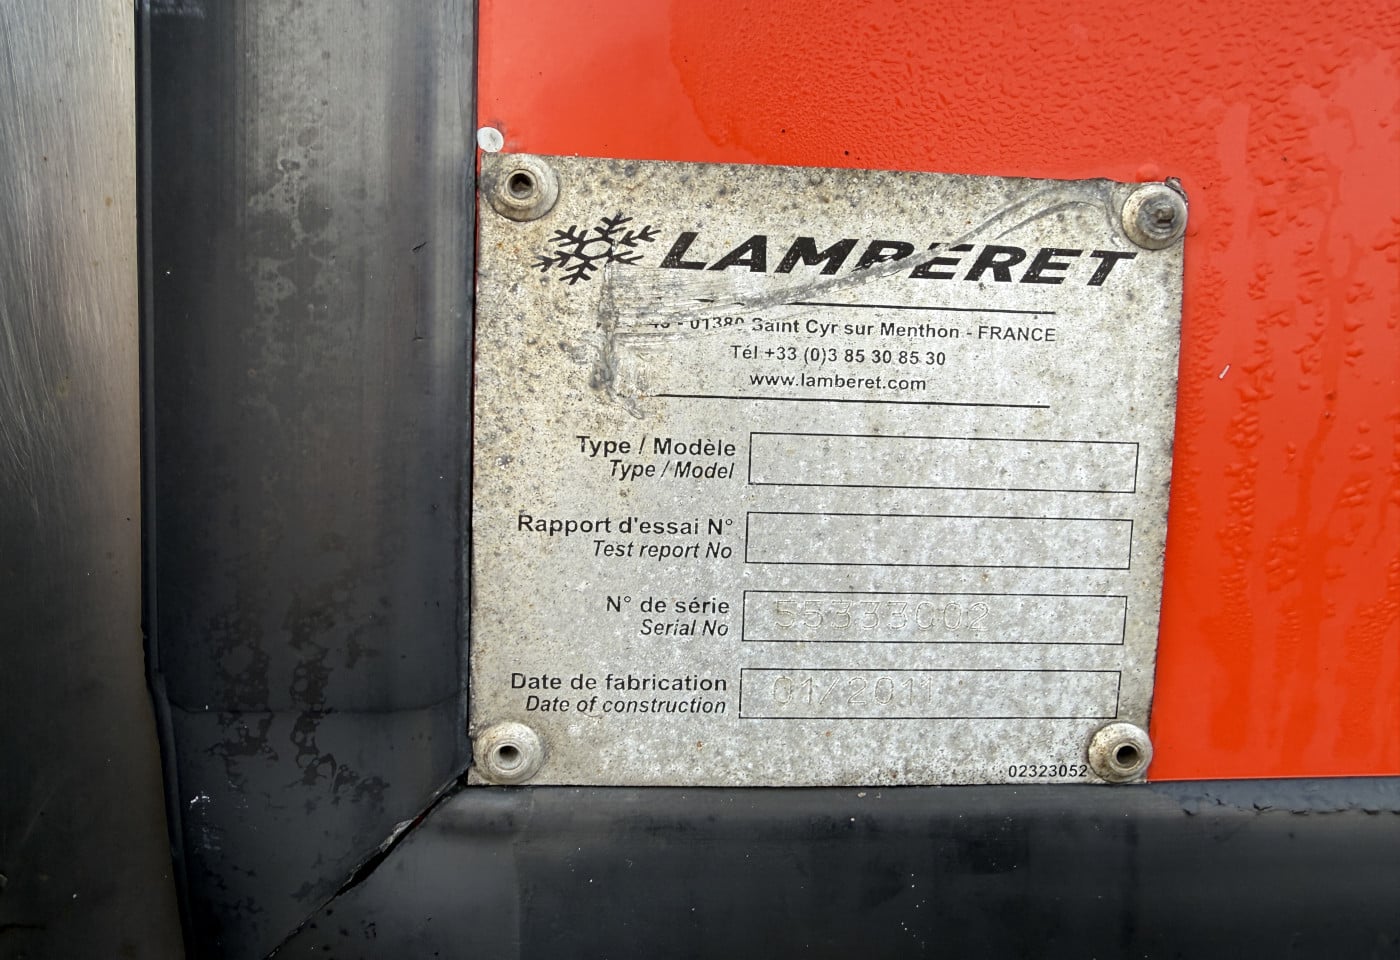 LAMBERET
01380 Saint Cyr sur Menthon - FRANCE
Tél +33 (0)3 85 30 85 30
www.lamberet.com
Type / Modèle
Type / Model
Rapport d'essai N°
Test report No
N° de série
Serial No
55333002
Date de fabrication
Date of construction
01/2011
02323052